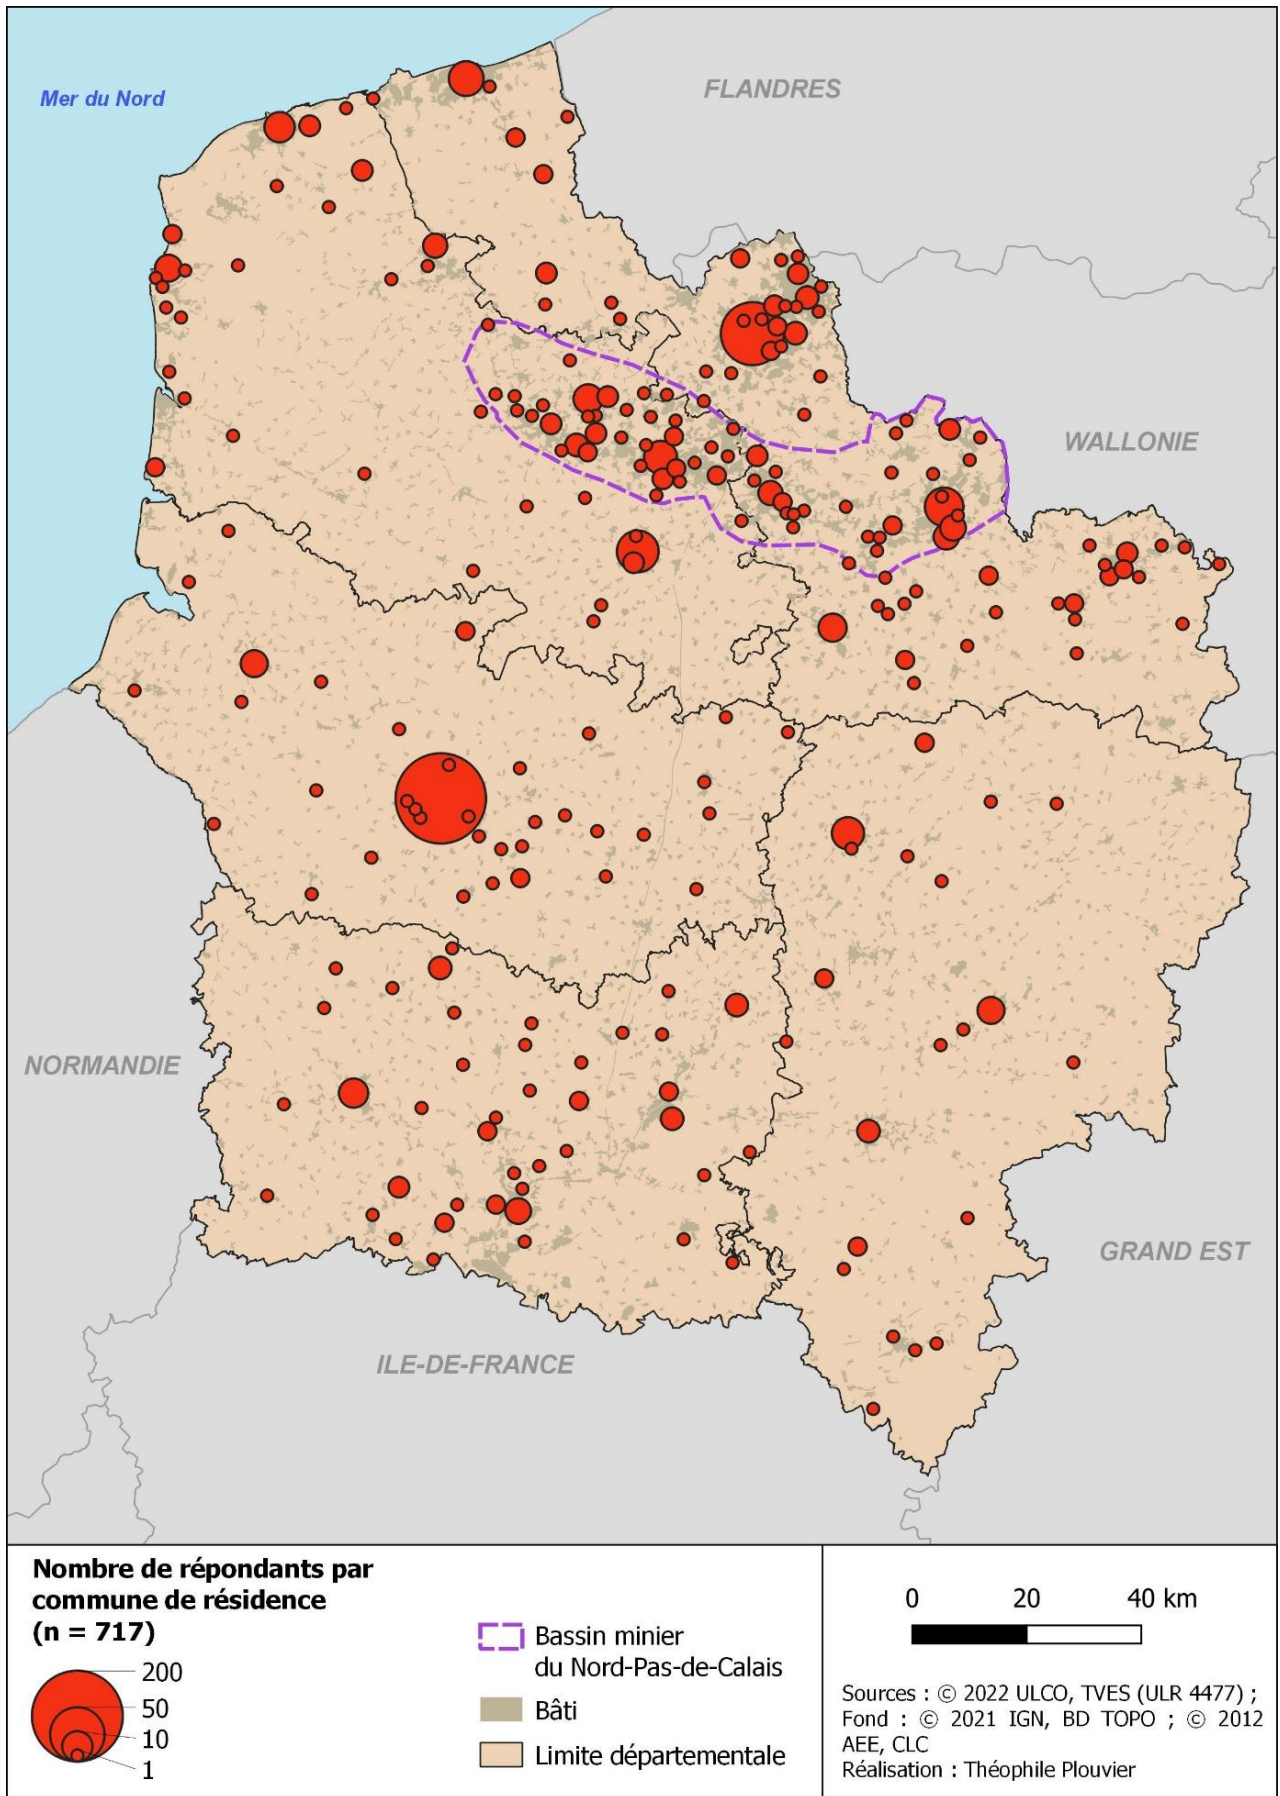 Mer du Nord
FLANDRES
WALLONIE
NORMANDIE
GRAND EST
ILE-DE-FRANCE
Nombre de répondants par
commune de résidence
(n = 717)
200
50
10
1
Bassin minier
du Nord-Pas-de-Calais
Bâti
Limite départementale
0 20 40 km
Sources : © 2022 ULCO, TVES (ULR 4477) ;
Fond : © 2021 IGN, BD TOPO ; © 2012
AEE, CLC
Réalisation : Théophile Plouvier